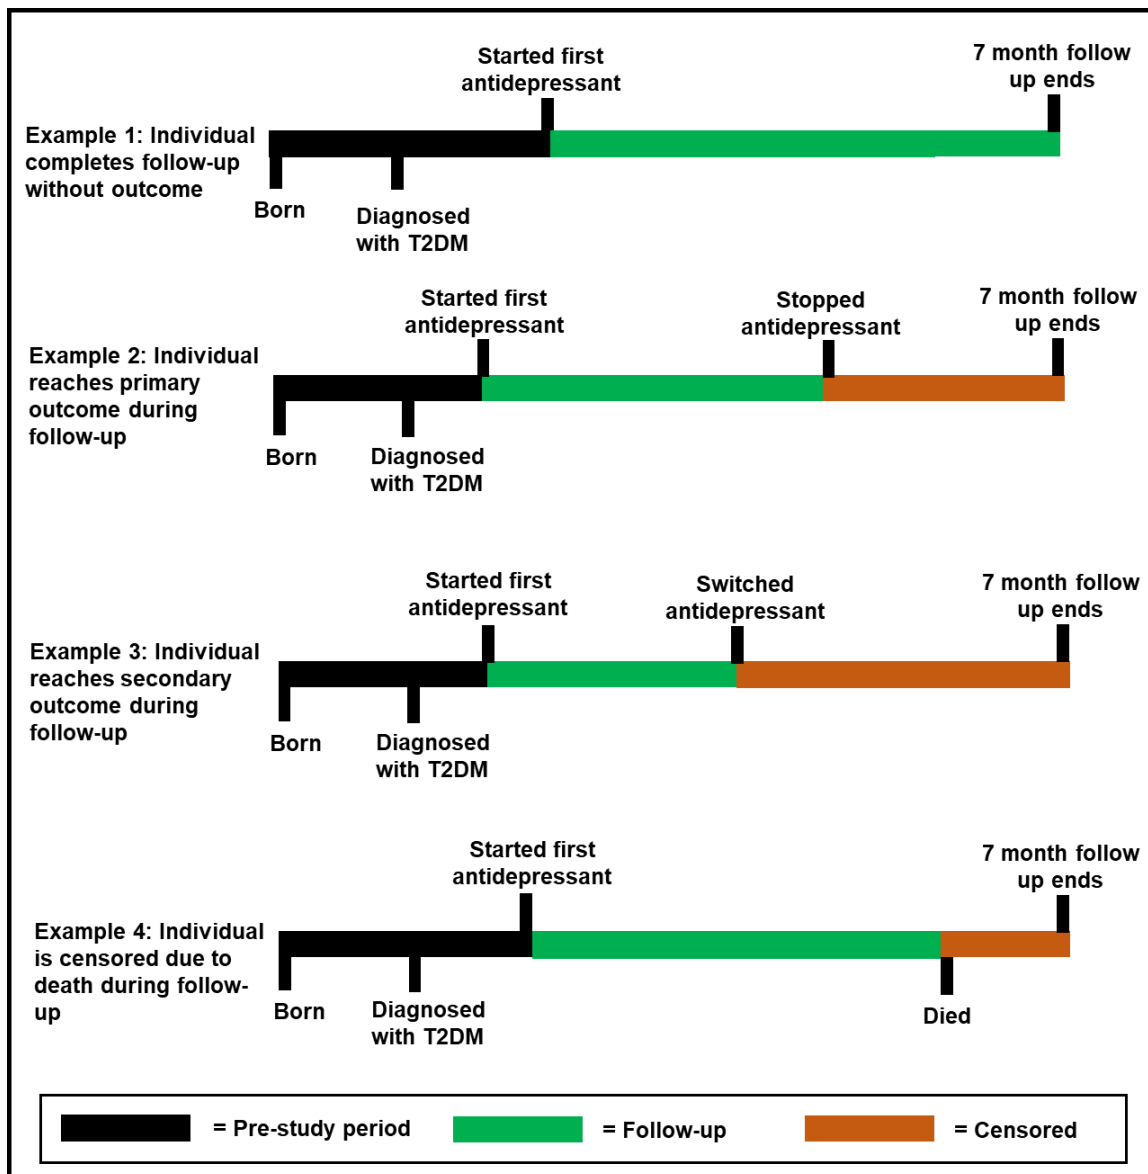 Started first
antidepressant
7 month follow
up ends
Example 1: Individual
completes follow-up
without outcome
Born
Diagnosed
with T2DM
Started first
antidepressant
Stopped
antidepressant
7 month follow
up ends
Example 2: Individual
reaches primary
outcome during
follow-up
Born
Diagnosed
with T2DM
Started first
antidepressant
Switched
antidepressant
7 month follow
up ends
Example 3: Individual
reaches secondary
outcome during
follow-up
Born
Diagnosed
with T2DM
Started first
antidepressant
7 month follow
up ends
Example 4: Individual
is censored due to
death during follow-
up
Born
Diagnosed
with T2DM
Died
= Pre-study period
= Follow-up
= Censored